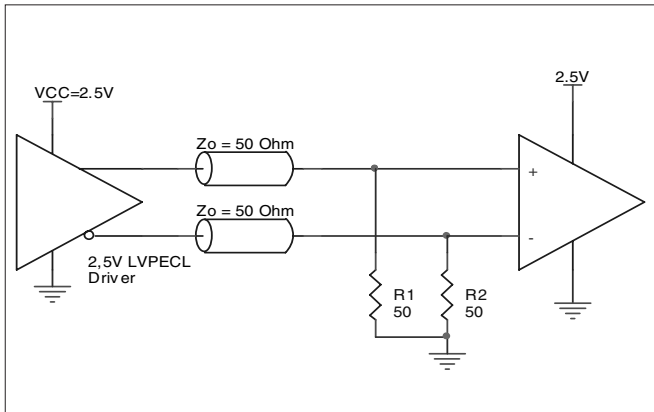 2.5V
VCC=2.5V
Zo = 50 Ohm
+
Zo = 50 Ohm
-
2,5V LVPECL
Driver
R1
50
R2
50